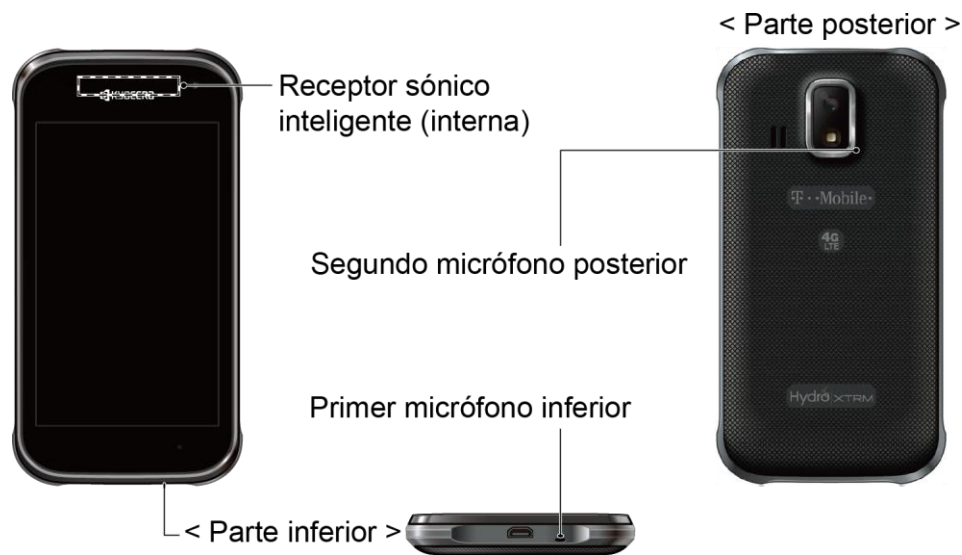 < Parte posterior >
Receptor sónico
inteligente (interna)
KYOCERA
T··Mobile·
4G
LTE
Segundo micrófono posterior
Hydro XTRM
Primer micrófono inferior
< Parte inferior >